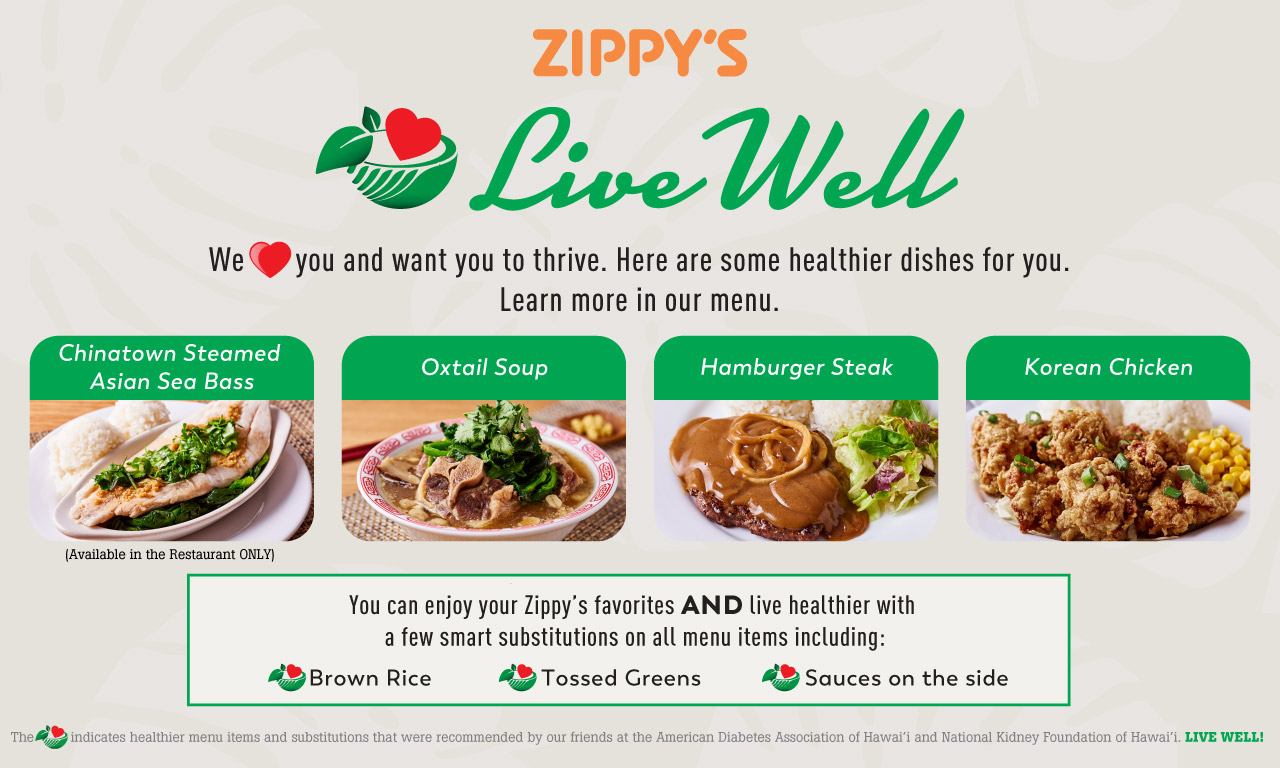 ZIPPY'S
Live Well
We you and want you to thrive. Here are some healthier dishes for you.
Learn more in our menu.
Chinatown Steamed
Asian Sea Bass
(Available in the Restaurant ONLY)
Oxtail Soup
Hamburger Steak
Korean Chicken
You can enjoy your Zippy's favorites AND live healthier with
a few smart substitutions on all menu items including:
Brown Rice Tossed Greens Sauces on the side
The indicates healthier menu items and substitutions that were recommended by our friends at the American Diabetes Association of Hawai'i and National Kidney Foundation of Hawai'i. LIVE WELL!